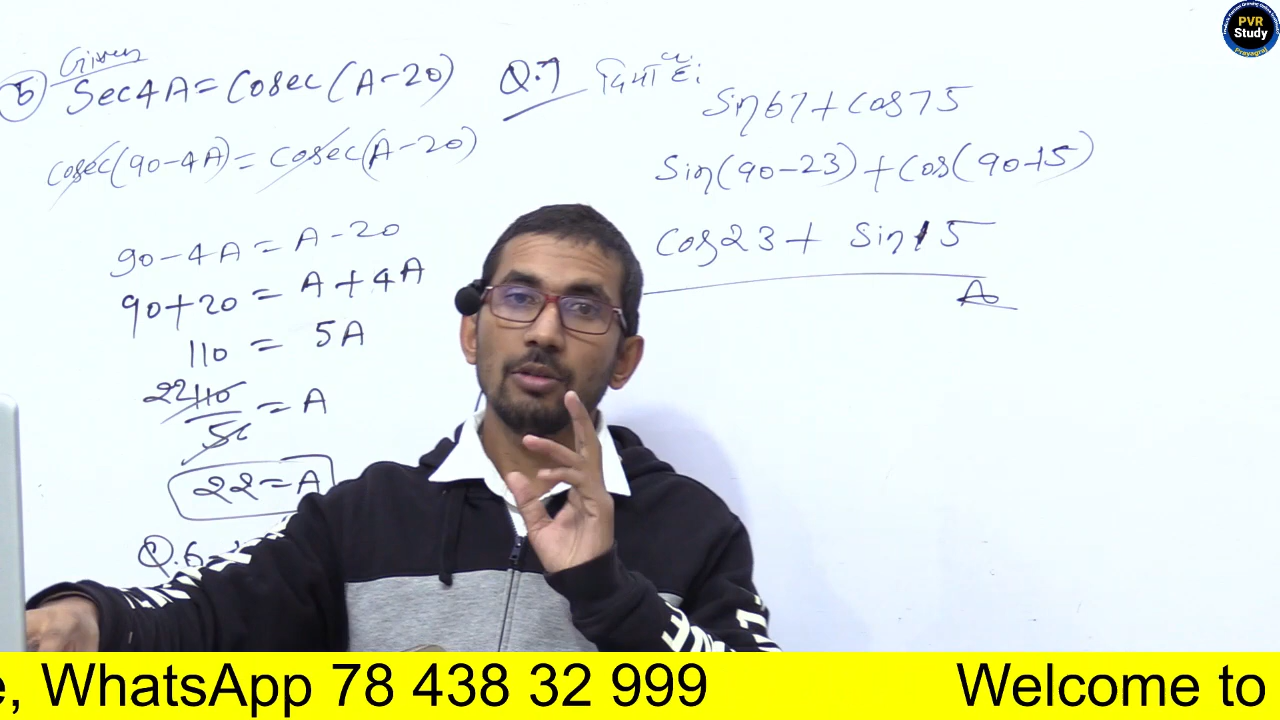 Given
5 Sec4A=Cosec(A-20)
cosec(90-4A)=cosec(A-20)
90-4A=A-20
90+20=A+4A
110=5A
22 110
5 = A
22=A
Q.6
Q.7 दिया है:
Sin67+Cos75
Sin(90-23)+Cos(90-15)
Cos23+Sin15
A
PVR
Study
Prayagraj
e, WhatsApp 78 438 32 999 Welcome to